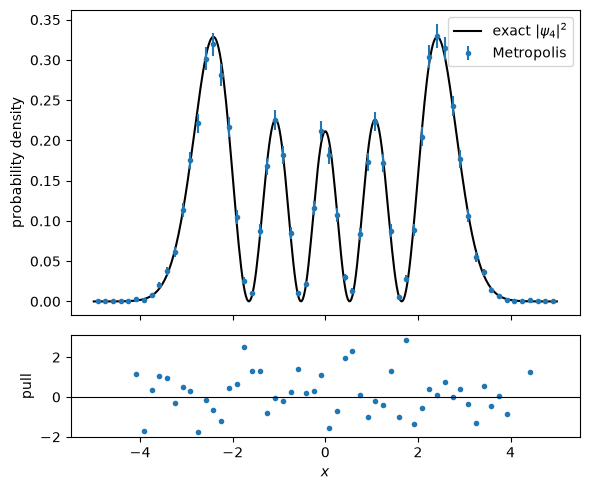 exact |ψ₄|²
Metropolis
probability density
0.35
0.30
0.25
0.20
0.15
0.10
0.05
0.00
pull
2
0
−2
−4 −2 0 2 4
x